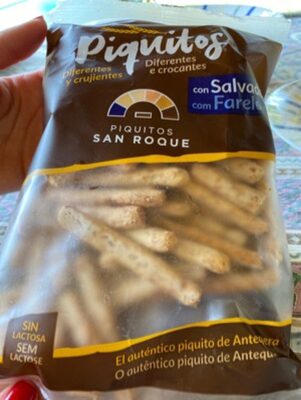 Piquitos
Diferentes
y crujientes
Diferentes
e crocantes
con Salvado
com Farelo
PIQUITOS
SAN ROQUE
SIN
LACTOSA
SEM
LACTOSE
El auténtico piquito de Antequera
O autêntico piquito de Antequera